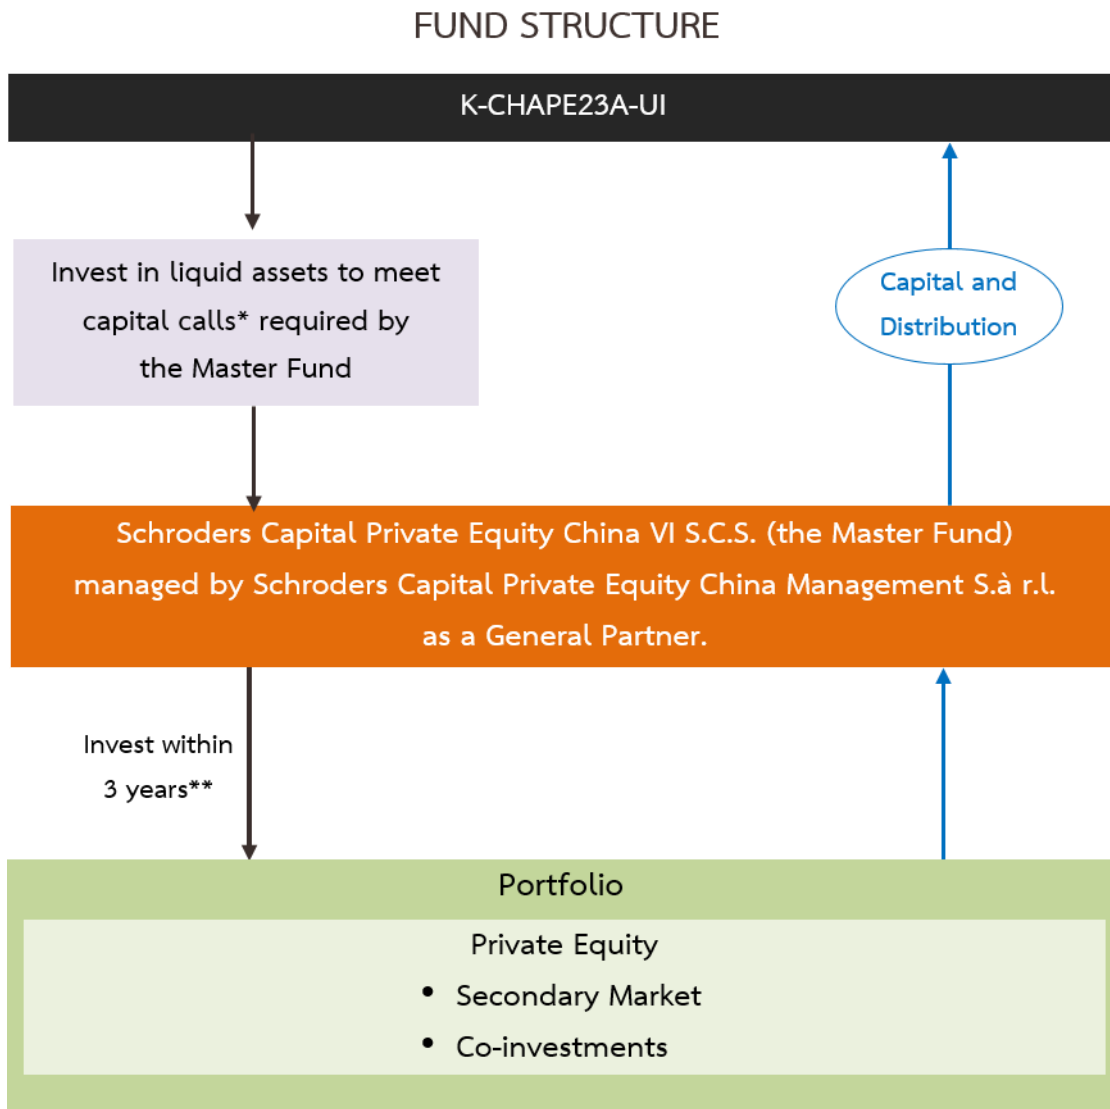 FUND STRUCTURE
K-CHAPE23A-UI
Invest in liquid assets to meet
capital calls* required by
the Master Fund
Capital and
Distribution
Schroders Capital Private Equity China VI S.C.S. (the Master Fund)
managed by Schroders Capital Private Equity China Management S.à r.l.
as a General Partner.
Invest within
3 years**
Portfolio
Private Equity
• Secondary Market
• Co-investments